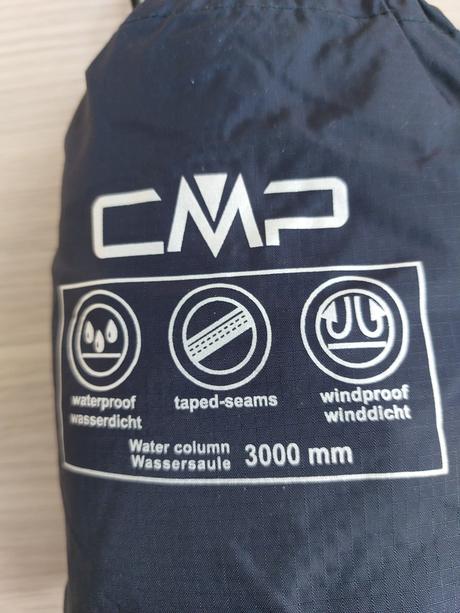 CMP
waterproof
wasserdicht
taped-seams
windproof
winddicht
Water column
Wassersaule
3000 mm